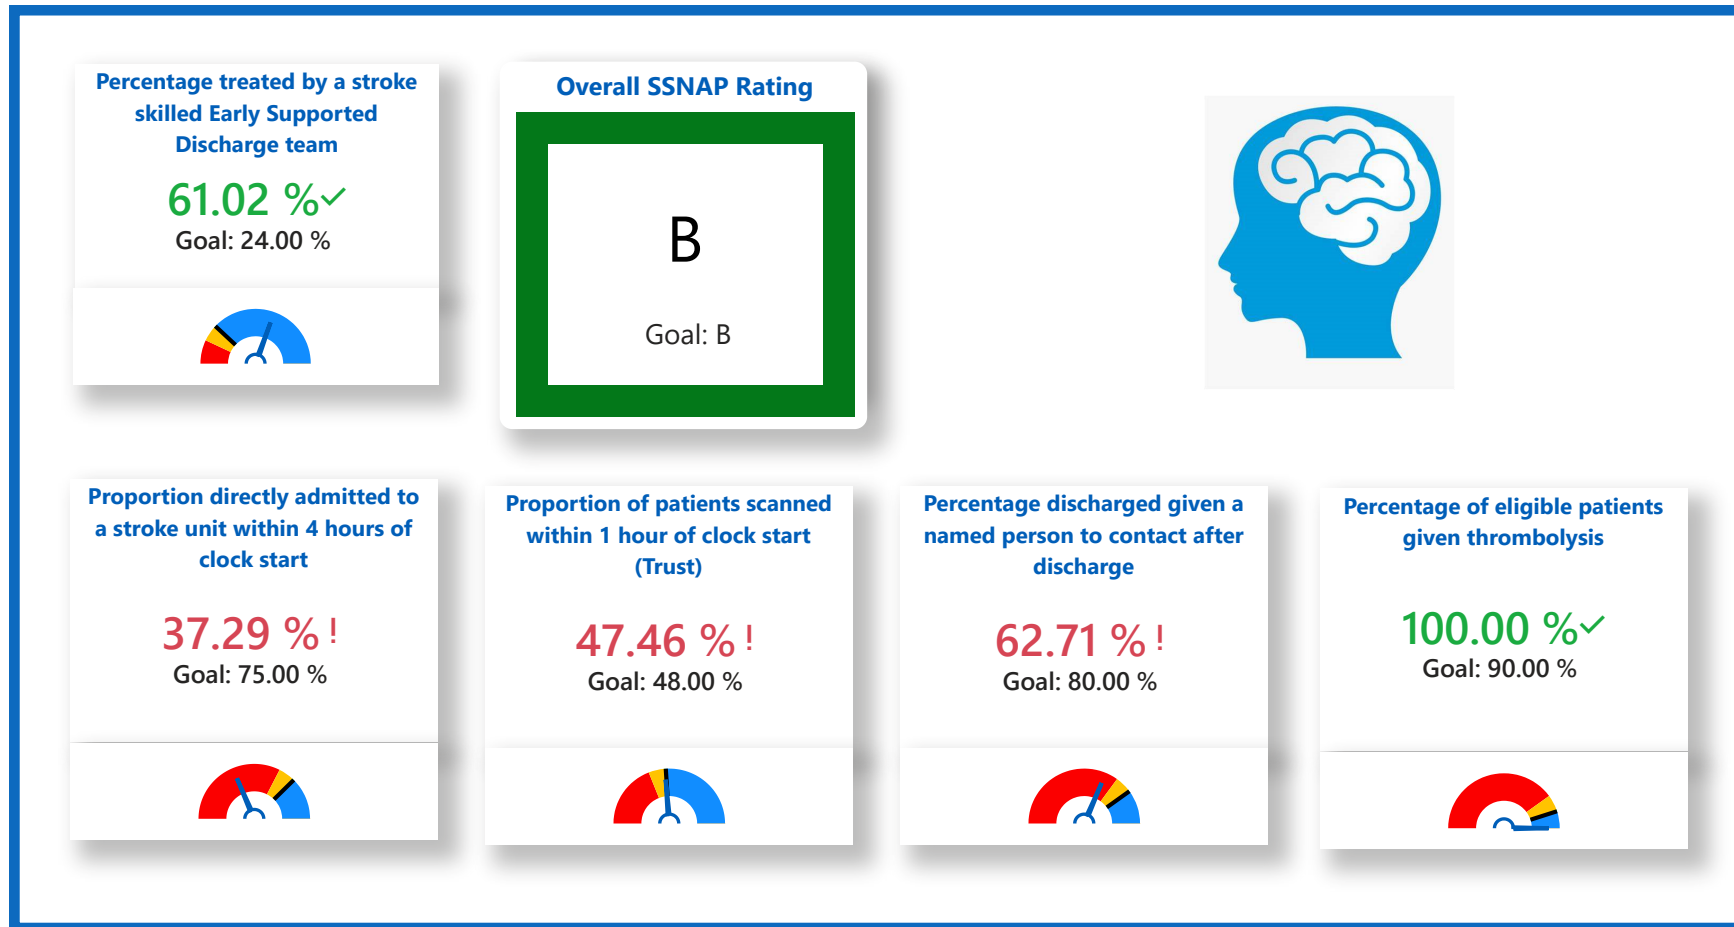 Percentage treated by a stroke
skilled Early Supported
Discharge team
61.02 %✓
Goal: 24.00 %
Overall SSNAP Rating
B
Goal: B
Proportion directly admitted to
a stroke unit within 4 hours of
clock start
37.29 % !
Goal: 75.00 %
Proportion of patients scanned
within 1 hour of clock start
(Trust)
47.46 % !
Goal: 48.00 %
Percentage discharged given a
named person to contact after
discharge
62.71 % !
Goal: 80.00 %
Percentage of eligible patients
given thrombolysis
100.00 %✓
Goal: 90.00 %